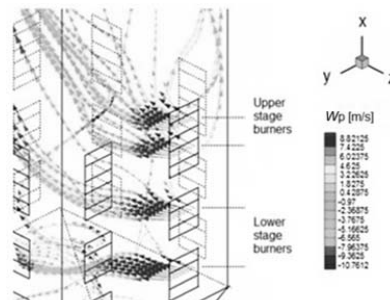 x
y
z
Upper
stage
burners
Lower
stage
burners
Wp [m/s]
8.82125
7.4225
6.02375
4.625
3.22625
1.8275
0.42875
-0.97
-2.36875
-3.7675
-5.16625
-6.565
-7.96375
-9.3625
-10.7612